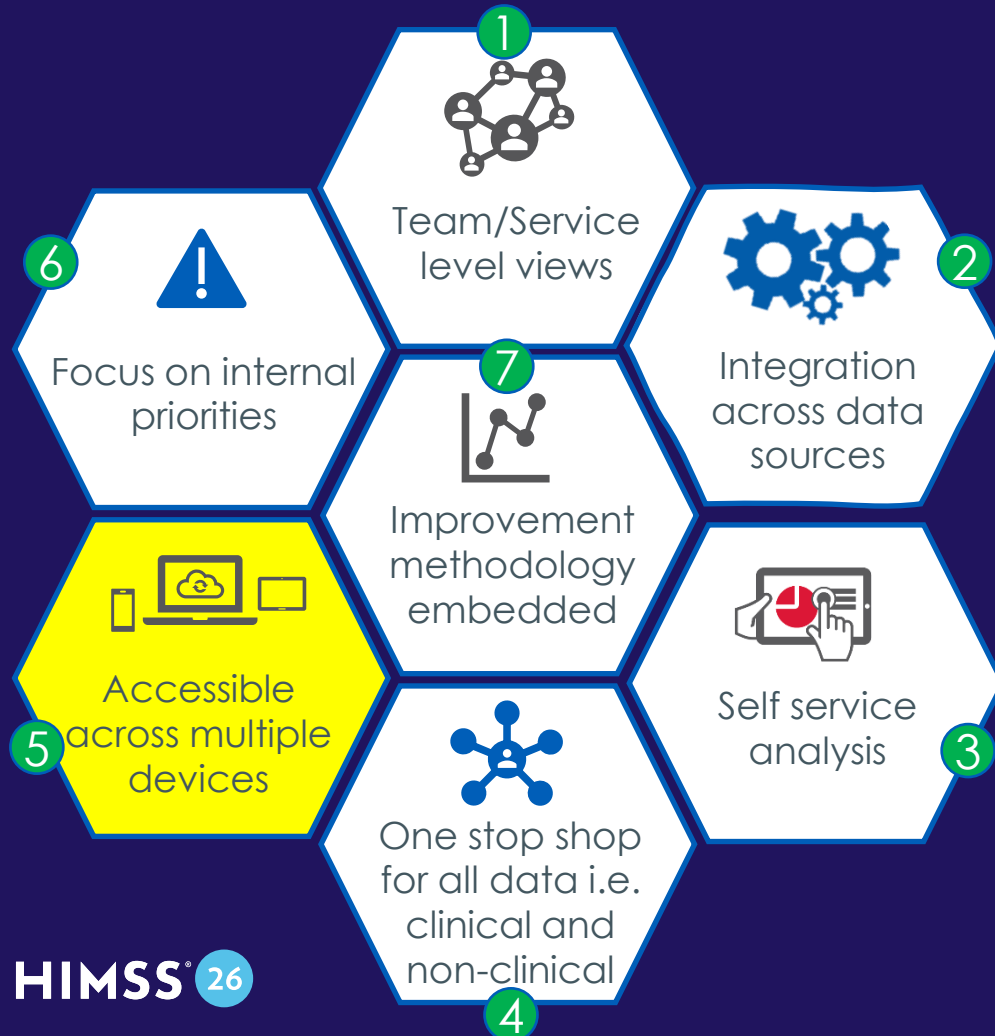 1
Team/Service
level views
2
Integration
across data
sources
3
Self service
analysis
4
One stop shop
for all data i.e.
clinical and
non-clinical
5
Accessible
across multiple
devices
6
Focus on internal
priorities
7
Improvement
methodology
embedded
HIMSS® 26